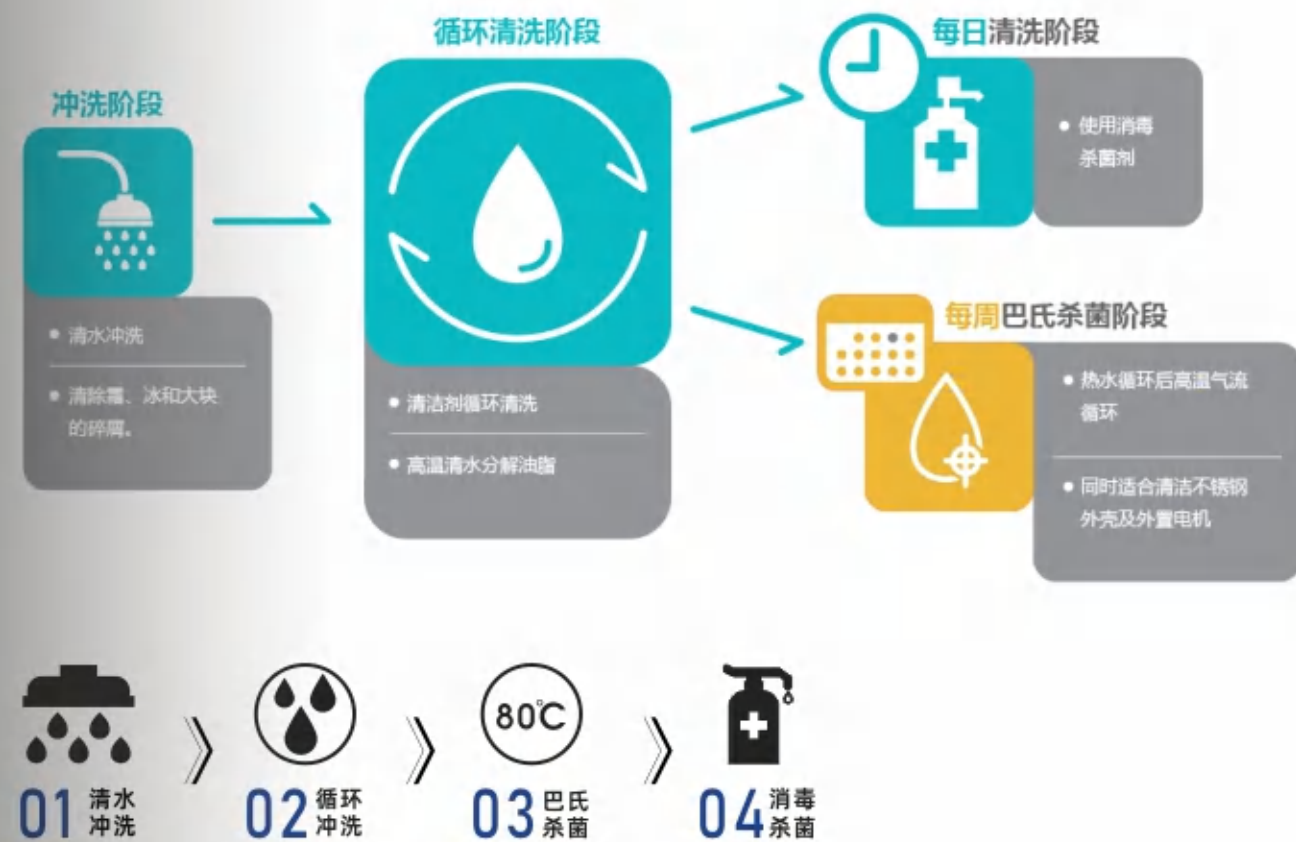 冲洗阶段
清水冲洗
清除霜、冰和大块
的碎屑。
循环清洗阶段
清洁剂循环清洗
高温清水分解油脂
每日清洗阶段
使用消毒
杀菌剂
每周巴氏杀菌阶段
热水循环后高温气流
循环
同时适合清洁不锈钢
外壳及外置电机
80℃
01 清水
冲洗
02 循环
冲洗
03 巴氏
杀菌
04 消毒
杀菌